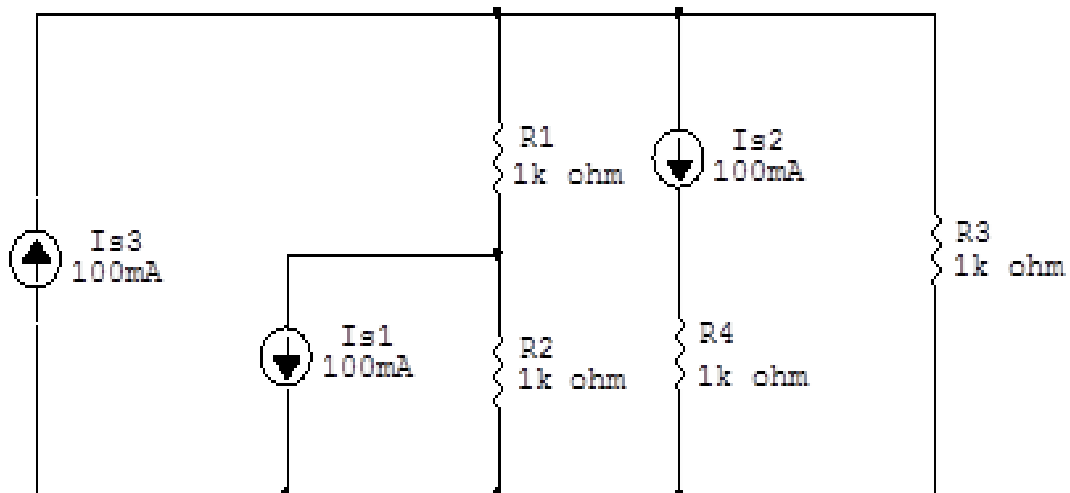 R1
1k ohm
Is2
100mA
Is3
100mA
R3
1k ohm
Is1
100mA
R2
1k ohm
R4
1k ohm